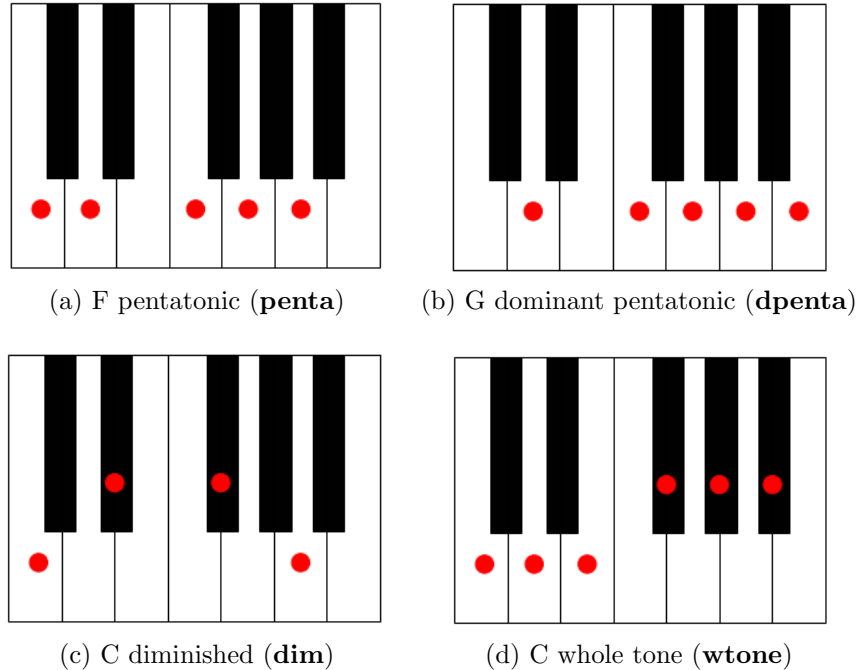 (a) F pentatonic (penta)
(b) G dominant pentatonic (dpenta)
(c) C diminished (dim)
(d) C whole tone (wtone)